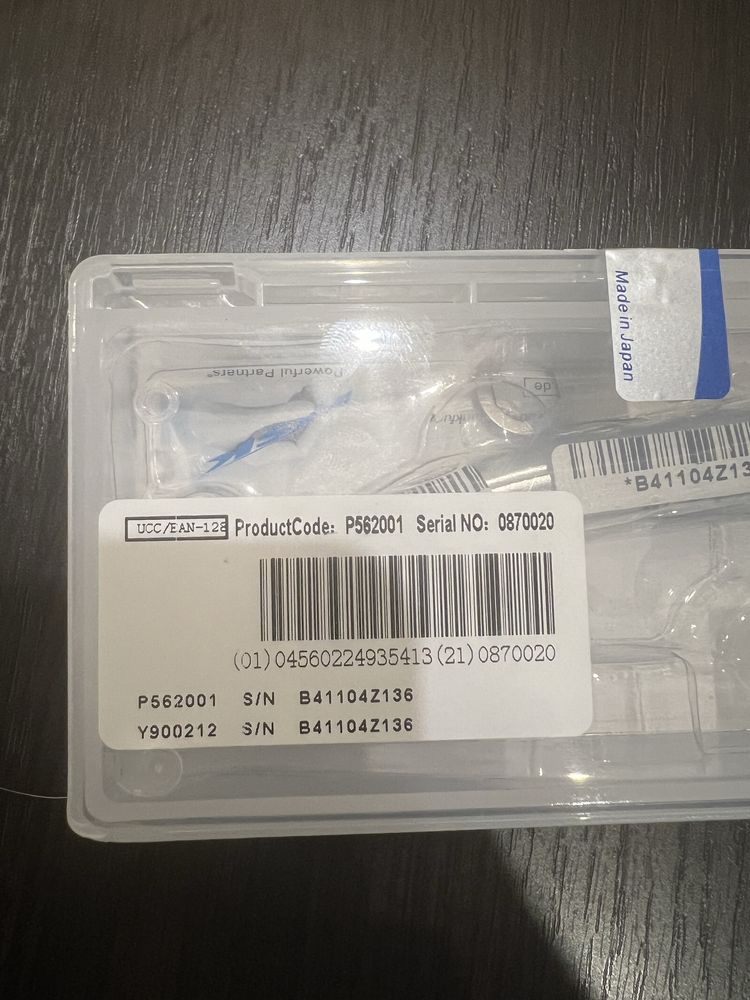 Made in Japan
Powerful Partners®
de
*B41104Z13
UCC/EAN-128 ProductCode: P562001 Serial NO: 0870020
(01)04560224935413(21)0870020
P562001 S/N B41104Z136
Y900212 S/N B41104Z136